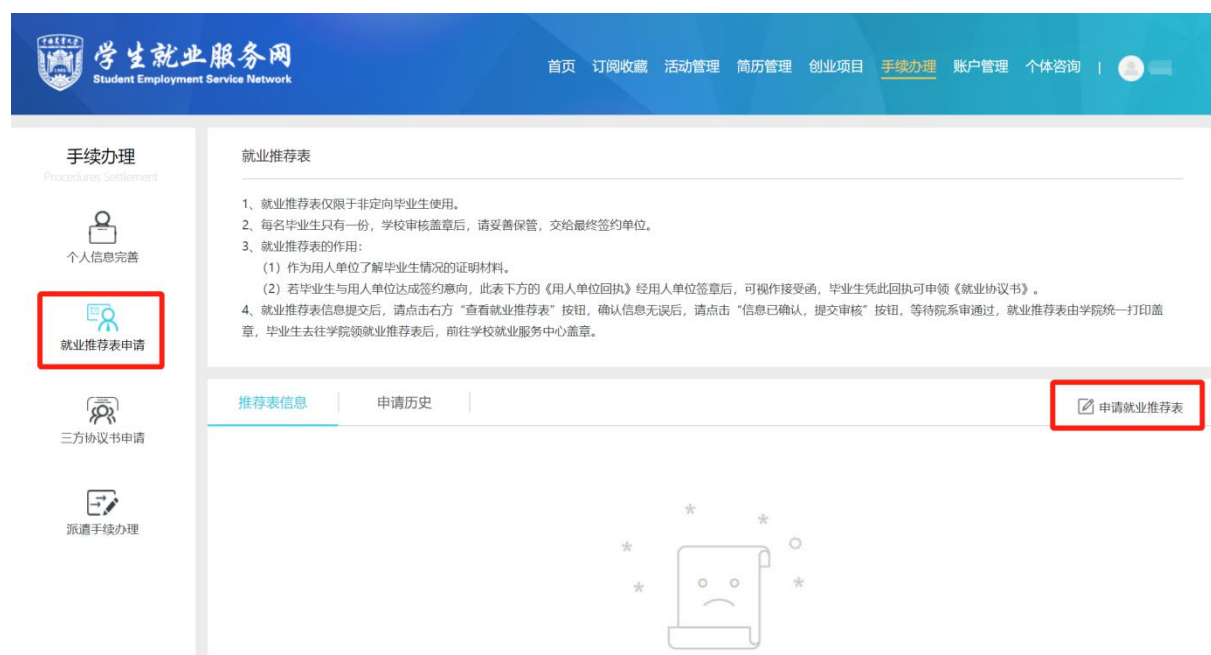 中国农业大学
学生就业服务网
Student Employment Service Network
首页 订阅收藏 活动管理 简历管理 创业项目 手续办理 账户管理 个体咨询 |
手续办理
Procedures Settlement
个人信息完善
就业推荐表申请
三方协议书申请
派遣手续办理
就业推荐表
1、就业推荐表仅限于非定向毕业生使用。
2、每名毕业生只有一份，学校审核盖章后，请妥善保管，交给最终签约单位。
3、就业推荐表的作用：
（1）作为用人单位了解毕业生情况的证明材料。
（2）若毕业生与用人单位达成签约意向，此表下方的《用人单位回执》经用人单位签章后，可视作接受函，毕业生凭此回执可申领《就业协议书》。
4、就业推荐表信息提交后，请点击右方“查看就业推荐表”按钮，确认信息无误后，请点击“信息已确认，提交审核”按钮，等待院系审通过，就业推荐表由学院统一打印盖
章，毕业生去往学院领就业推荐表后，前往学校就业服务中心盖章。
推荐表信息 申请历史 申请就业推荐表